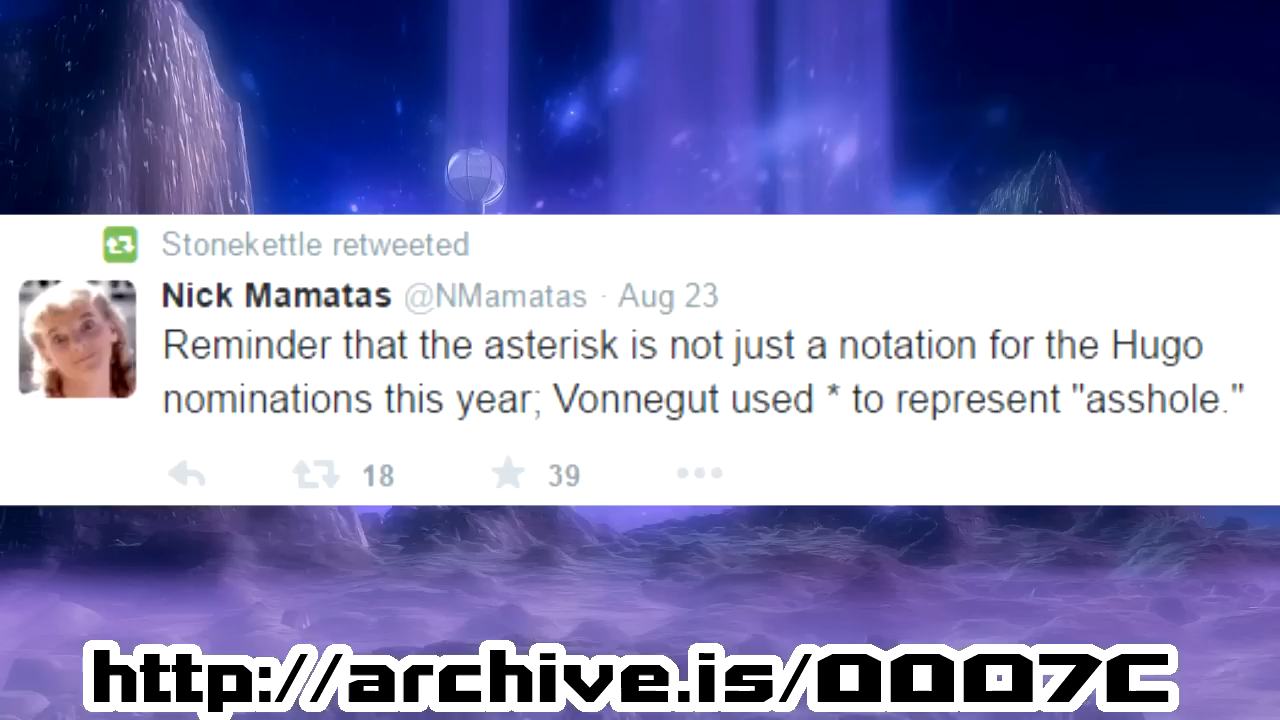 Stonekettle retweeted
Nick Mamatas @NMamatas · Aug 23
Reminder that the asterisk is not just a notation for the Hugo
nominations this year; Vonnegut used * to represent "asshole."
18 39
http://archive.is/OOO7C